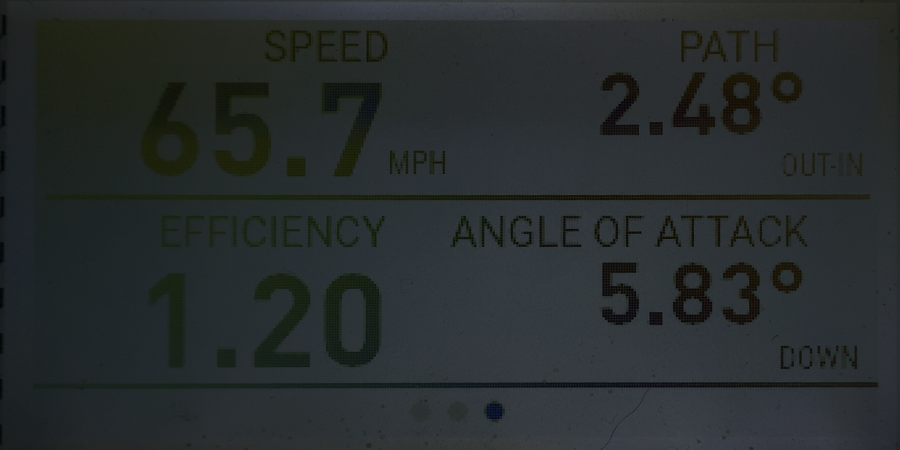 SPEED
65.7 MPH
PATH
2.48°
OUT-IN
EFFICIENCY
1.20
ANGLE OF ATTACK
5.83°
DOWN